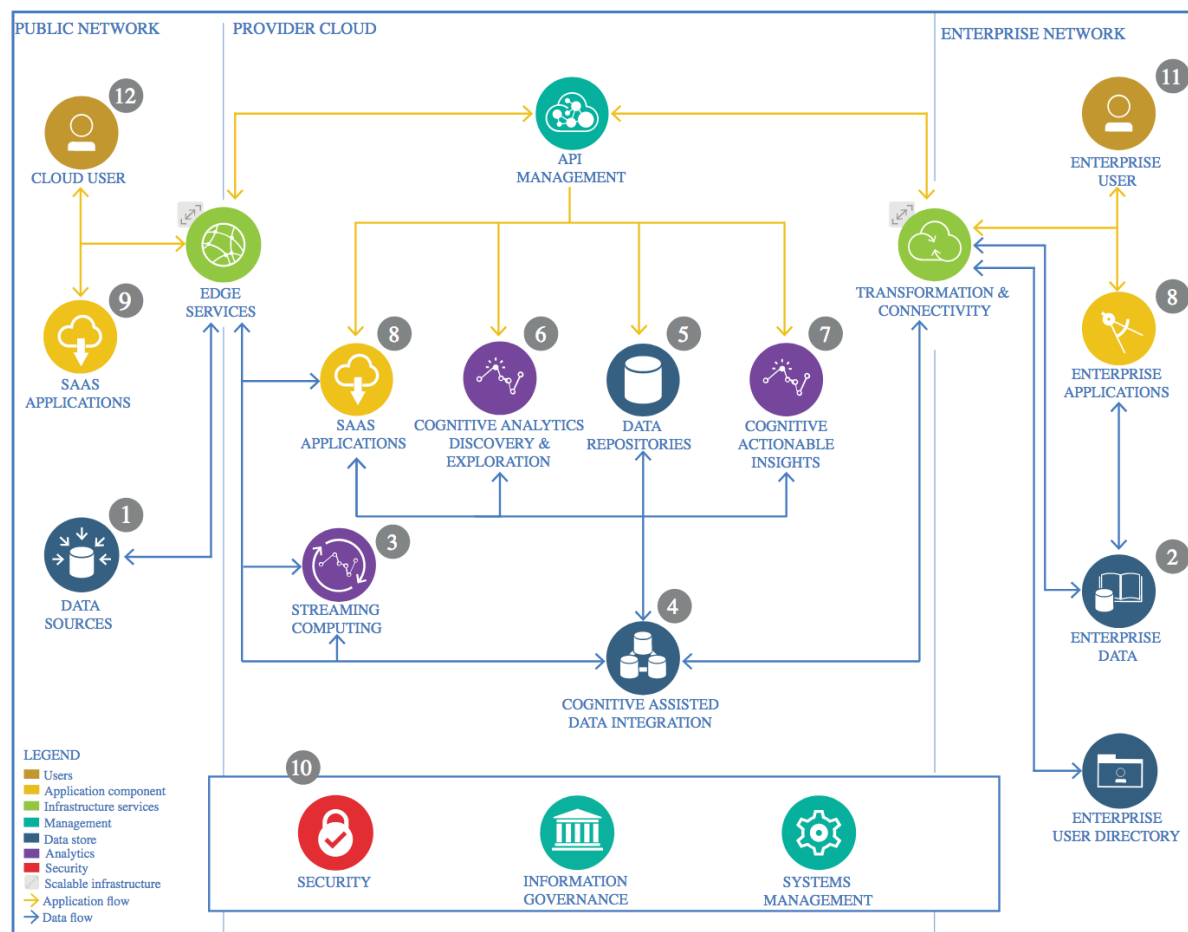 PUBLIC NETWORK
PROVIDER CLOUD
ENTERPRISE NETWORK
12
CLOUD USER
API
MANAGEMENT
11
ENTERPRISE
USER
EDGE
SERVICES
TRANSFORMATION &
CONNECTIVITY
9
SAAS
APPLICATIONS
8
SAAS
APPLICATIONS
6
COGNITIVE ANALYTICS
DISCOVERY &
EXPLORATION
5
DATA
REPOSITORIES
7
COGNITIVE
ACTIONABLE
INSIGHTS
8
ENTERPRISE
APPLICATIONS
1
DATA
SOURCES
3
STREAMING
COMPUTING
4
COGNITIVE ASSISTED
DATA INTEGRATION
2
ENTERPRISE
DATA
ENTERPRISE
USER DIRECTORY
LEGEND
Users
Application component
Infrastructure services
Management
Data store
Analytics
Security
Scalable infrastructure
Application flow
Data flow
10
SECURITY
INFORMATION
GOVERNANCE
SYSTEMS
MANAGEMENT